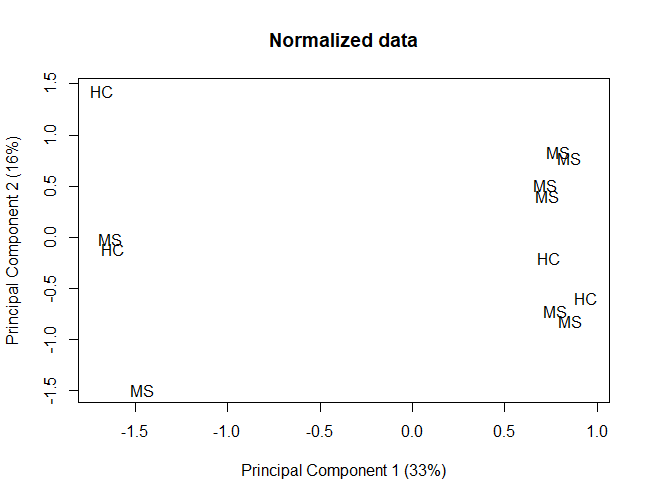 Normalized data
Principal Component 2 (16%)
1.5
1.0
0.5
0.0
-0.5
-1.0
-1.5
HC
MS
MS
MS
MS
MS
HC
HC
HC
MS
MS
MS
-1.5 -1.0 -0.5 0.0 0.5 1.0
Principal Component 1 (33%)